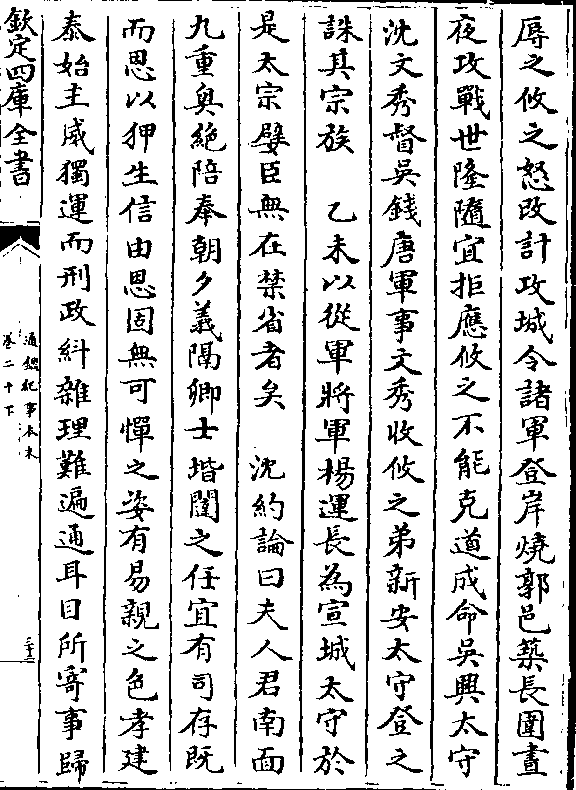 辱之攸之怒改計攻城令諸軍登岸燒郭邑築長圍晝
夜攻戰世隆隨宜拒應攸之不能克道成命吳興太守
沈文秀督吳錢唐軍事文秀收攸之弟新安太守登之
誅其宗族　乙未以從軍將軍楊運長為宣城太守於
是太宗嬖臣無在禁省者矣　沈約論曰夫人君南面
九重奥絶陪奉朝夕義隔卿士堦闥之任宜有司存既
而恩以狎生信由恩固無可憚之姿有易親之色孝建
泰始主威獨運而刑政糾雜理難遍通耳目所寄事歸
欽定四庫全書
通鑑紀事本末
卷二十下
三十三